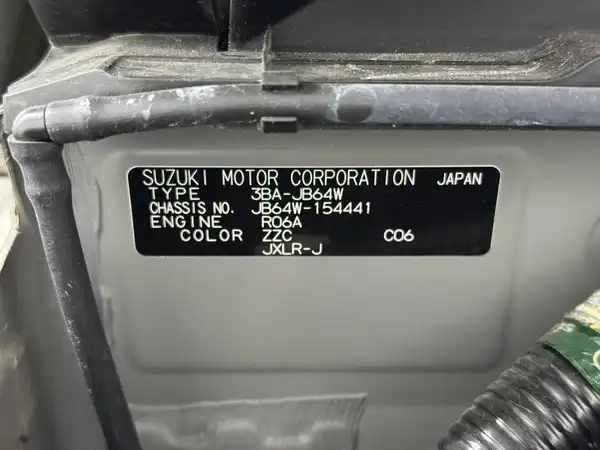 SUZUKI MOTOR CORPORATION JAPAN
TYPE 3BA-JB64W
CHASSIS NO. JB64W-154441
ENGINE R06A
COLOR ZZC C06
JXLR-J